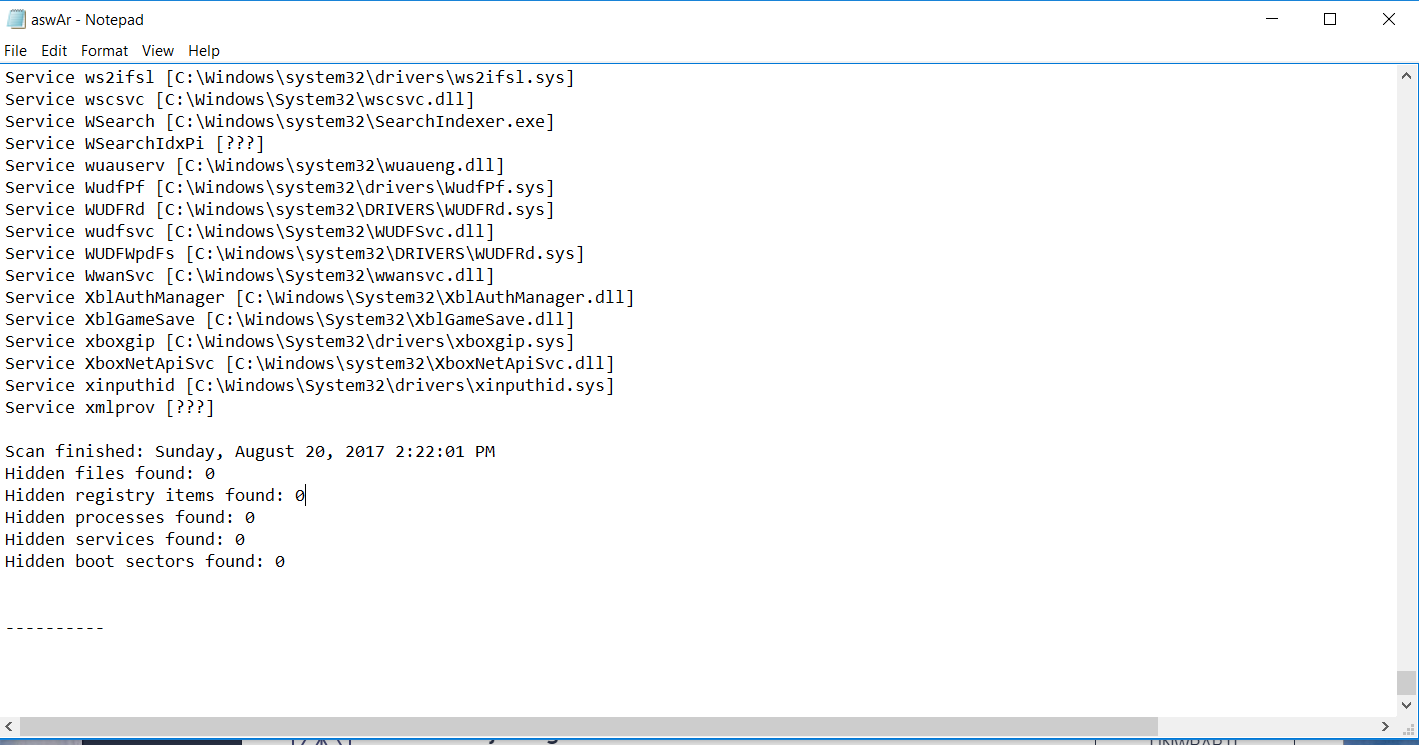 aswAr - Notepad
File Edit Format View Help
Service ws2ifsl [C:\Windows\system32\drivers\ws2ifsl.sys]
Service wscsvc [C:\Windows\System32\wscsvc.dll]
Service WSearch [C:\Windows\system32\SearchIndexer.exe]
Service WSearchIdxPi [???]
Service wuauserv [C:\Windows\system32\wuaueng.dll]
Service WudfPf [C:\Windows\system32\drivers\WudfPf.sys]
Service WUDFRd [C:\Windows\system32\DRIVERS\WUDFRd.sys]
Service wudfsvc [C:\Windows\System32\WUDFSvc.dll]
Service WUDFWpdFs [C:\Windows\system32\DRIVERS\WUDFRd.sys]
Service WwanSvc [C:\Windows\System32\wwansvc.dll]
Service XblAuthManager [C:\Windows\System32\XblAuthManager.dll]
Service XblGameSave [C:\Windows\System32\XblGameSave.dll]
Service xboxgip [C:\Windows\System32\drivers\xboxgip.sys]
Service XboxNetApiSvc [C:\Windows\system32\XboxNetApiSvc.dll]
Service xinputhid [C:\Windows\System32\drivers\xinputhid.sys]
Service xmlprov [???]
Scan finished: Sunday, August 20, 2017 2:22:01 PM
Hidden files found: 0
Hidden registry items found: 0
Hidden processes found: 0
Hidden services found: 0
Hidden boot sectors found: 0
----------